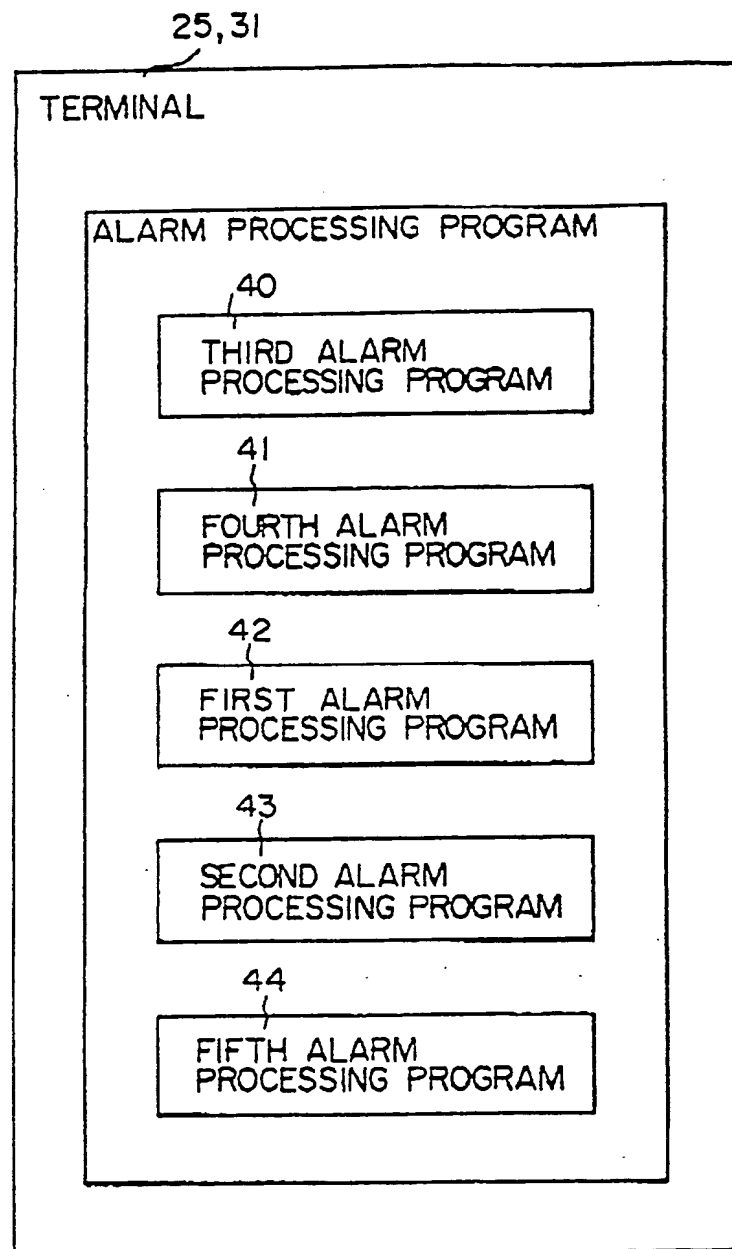 25,31
TERMINAL
ALARM PROCESSING PROGRAM
40
THIRD ALARM
PROCESSING PROGRAM
41
FOURTH ALARM
PROCESSING PROGRAM
42
FIRST ALARM
PROCESSING PROGRAM
43
SECOND ALARM
PROCESSING PROGRAM
44
FIFTH ALARM
PROCESSING PROGRAM